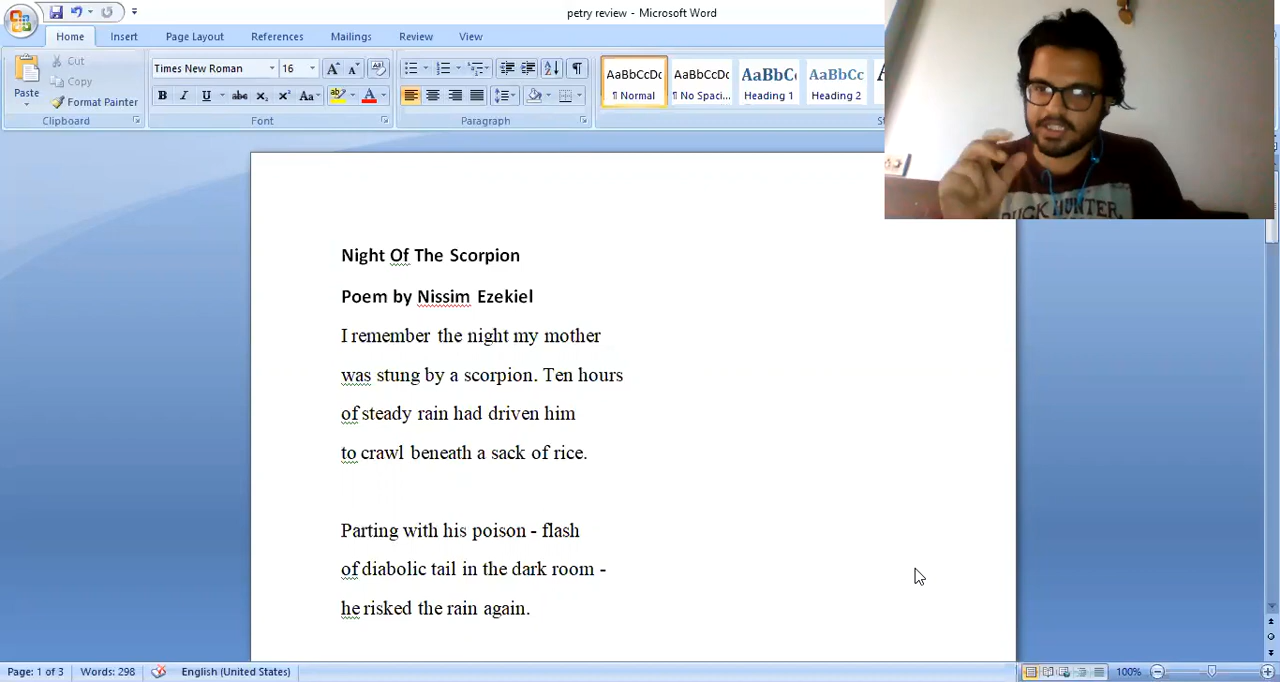 petry review - Microsoft Word
Home Insert Page Layout References Mailings Review View
Cut
Copy
Paste
Format Painter
Times New Roman 16
AaBbCcDc AaBbCcDc AaBbC AaBbCc
¶ Normal ¶ No Spaci... Heading 1 Heading 2
Clipboard Font Paragraph
UCK HUNTER
Night Of The Scorpion
Poem by Nissim Ezekiel
I remember the night my mother
was stung by a scorpion. Ten hours
of steady rain had driven him
to crawl beneath a sack of rice.
Parting with his poison - flash
of diabolic tail in the dark room -
he risked the rain again.
Page: 1 of 3 Words: 298 English (United States) 100%